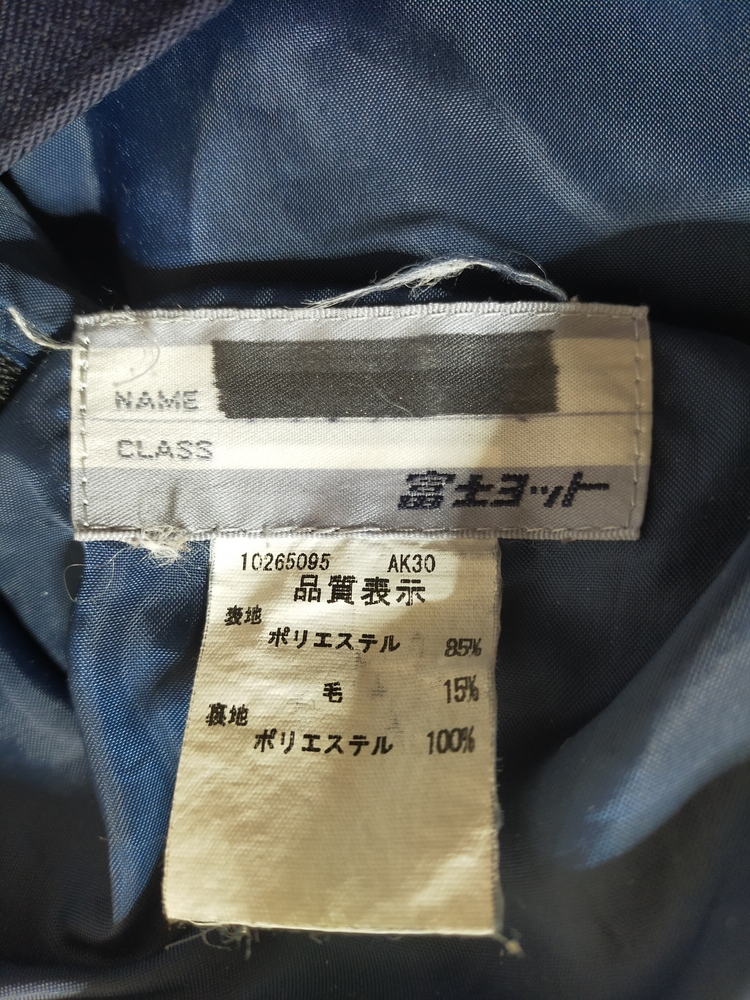 NAME
CLASS
富士ヨット
10265095 AK30
品質表示
表地
ポリエステル 85%
毛 15%
裏地
ポリエステル 100%